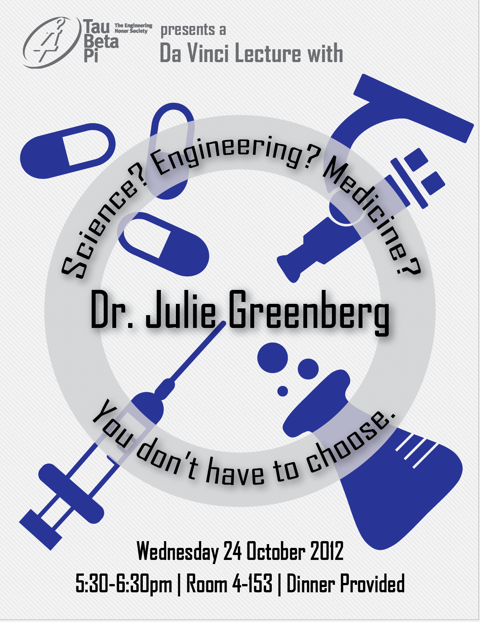 Tau
Beta
Pi
The Engineering
Honor Society
presents a
Da Vinci Lecture with
Science? Engineering? Medicine?
Dr. Julie Greenberg
You don't have to choose.
Wednesday 24 October 2012
5:30-6:30pm | Room 4-153 | Dinner Provided